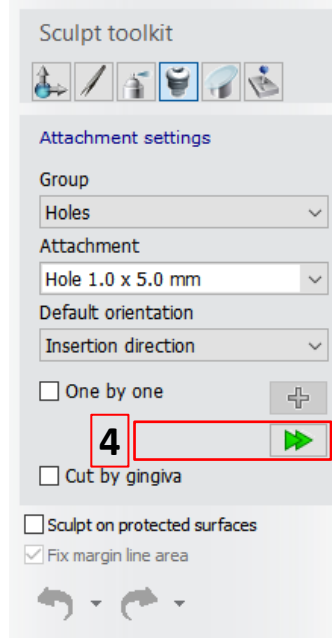 Sculpt toolkit
Attachment settings
Group
Holes
Attachment
Hole 1.0 x 5.0 mm
Default orientation
Insertion direction
One by one
4
Cut by gingiva
Sculpt on protected surfaces
Fix margin line area